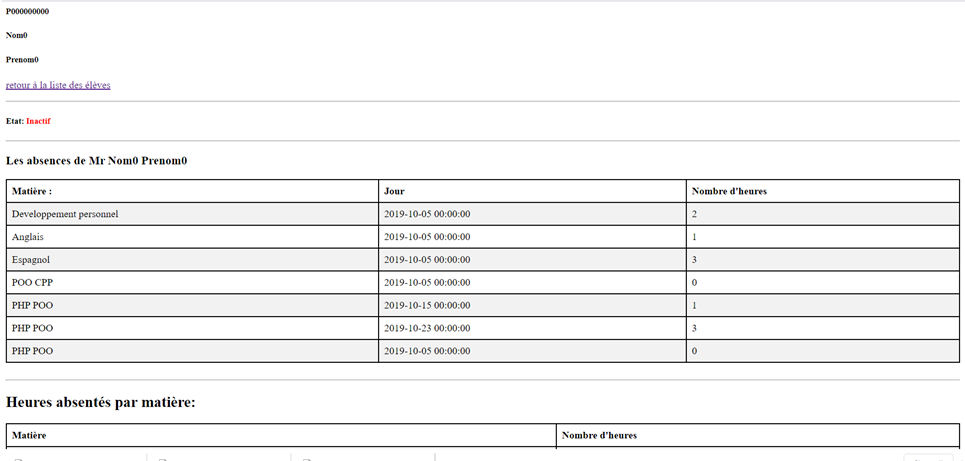 P000000000
Nom0
Prenom0
retour à la liste des élèves
Etat: Inactif
Les absences de Mr Nom0 Prenom0
Matière : Jour Nombre d'heures
Developpement personnel 2019-10-05 00:00:00 2
Anglais 2019-10-05 00:00:00 1
Espagnol 2019-10-05 00:00:00 3
POO CPP 2019-10-05 00:00:00 0
PHP POO 2019-10-15 00:00:00 1
PHP POO 2019-10-23 00:00:00 3
PHP POO 2019-10-05 00:00:00 0
Heures absentés par matière:
Matière Nombre d'heures